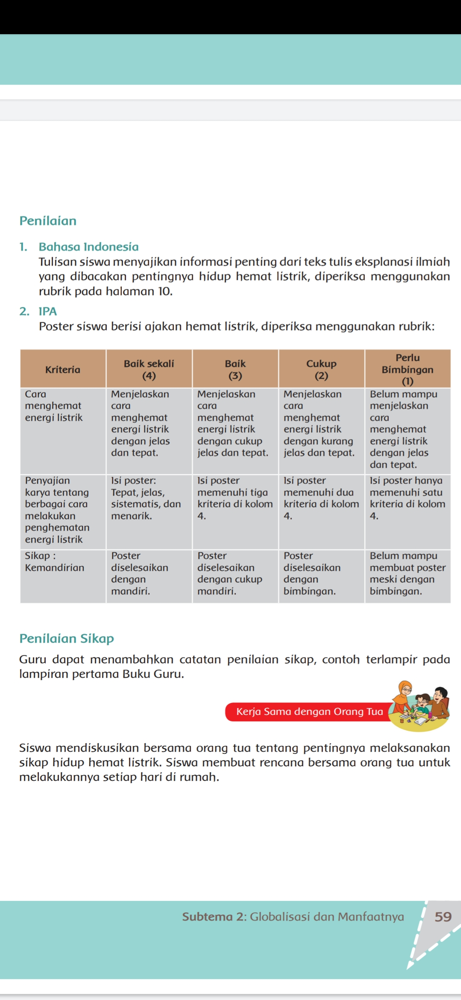 Penilaian
1. Bahasa Indonesia
Tulisan siswa menyajikan informasi penting dari teks tulis eksplanasi ilmiah
yang dibacakan pentingnya hidup hemat listrik, diperiksa menggunakan
rubrik pada halaman 10.
2. IPA
Poster siswa berisi ajakan hemat listrik, diperiksa menggunakan rubrik:
Kriteria
Baik sekali
(4)
Baik
(3)
Cukup
(2)
Perlu
Bimbingan
(1)
Cara
menghemat
energi listrik
Menjelaskan
cara
menghemat
energi listrik
dengan jelas
dan tepat.
Menjelaskan
cara
menghemat
energi listrik
dengan cukup
jelas dan tepat.
Menjelaskan
cara
menghemat
energi listrik
dengan kurang
jelas dan tepat.
Belum mampu
menjelaskan
cara
menghemat
energi listrik
dengan jelas
dan tepat.
Penyajian
karya tentang
berbagai cara
melakukan
penghematan
energi listrik
Isi poster:
Tepat, jelas,
sistematis, dan
menarik.
Isi poster
memenuhi tiga
kriteria di kolom
4.
Isi poster
memenuhi dua
kriteria di kolom
4.
Isi poster hanya
memenuhi satu
kriteria di kolom
4.
Sikap :
Kemandirian
Poster
diselesaikan
dengan
mandiri.
Poster
diselesaikan
dengan cukup
mandiri.
Poster
diselesaikan
dengan
bimbingan.
Belum mampu
membuat poster
meski dengan
bimbingan.
Penilaian Sikap
Guru dapat menambahkan catatan penilaian sikap, contoh terlampir pada
lampiran pertama Buku Guru.
Kerja Sama dengan Orang Tua
Siswa mendiskusikan bersama orang tua tentang pentingnya melaksanakan
sikap hidup hemat listrik. Siswa membuat rencana bersama orang tua untuk
melakukannya setiap hari di rumah.
Subtema 2: Globalisasi dan Manfaatnya
59